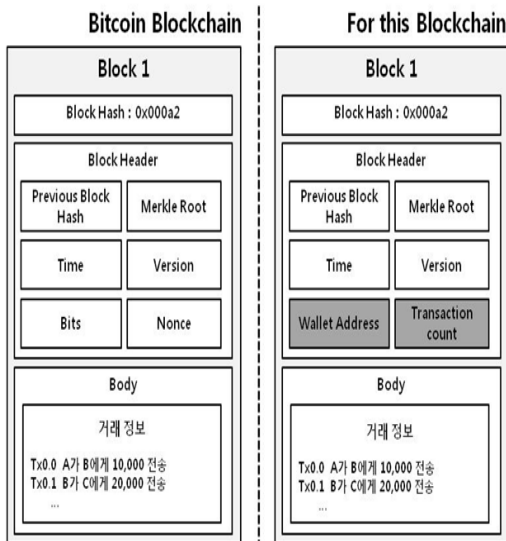 Bitcoin Blockchain
Block 1
Block Hash : 0x000a2
Block Header
Previous Block
Hash
Merkle Root
Time
Version
Bits
Nonce
Body
거래 정보
Tx0.0 A가 B에게 10,000 전송
Tx0.1 B가 C에게 20,000 전송
...
For this Blockchain
Block 1
Block Hash : 0x000a2
Block Header
Previous Block
Hash
Merkle Root
Time
Version
Wallet Address
Transaction
count
Body
거래 정보
Tx0.0 A가 B에게 10,000 전송
Tx0.1 B가 C에게 20,000 전송
...